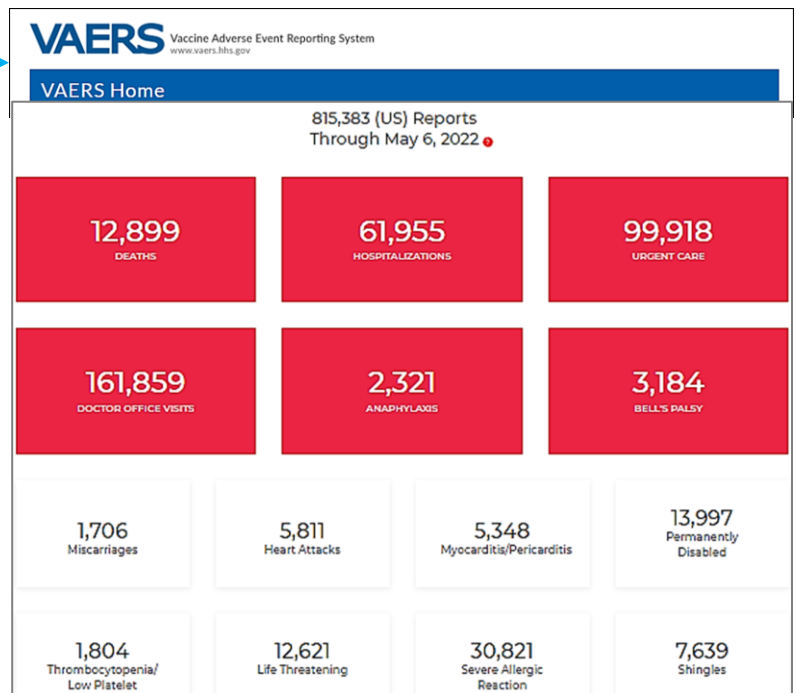 VAERS Vaccine Adverse Event Reporting System
www.vaers.hhs.gov
VAERS Home
815,383 (US) Reports
Through May 6, 2022 ?
12,899
DEATHS
61,955
HOSPITALIZATIONS
99,918
URGENT CARE
161,859
DOCTOR OFFICE VISITS
2,321
ANAPHYLAXIS
3,184
BELL'S PALSY
1,706
Miscarriages
5,811
Heart Attacks
5,348
Myocarditis/Pericarditis
13,997
Permanently
Disabled
1,804
Thrombocytopenia/
Low Platelet
12,621
Life Threatening
30,821
Severe Allergic
Reaction
7,639
Shingles